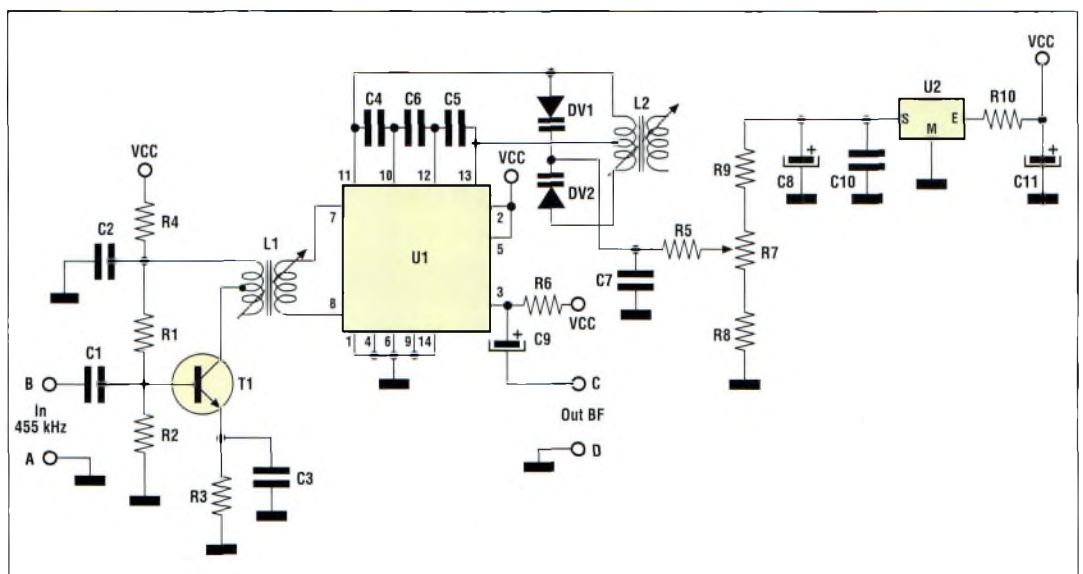 VCC
U2
C4
C6
C5
DV1
L2
R10
S
M
E
VCC
VCC
R9
C8
+
C10
C11
+
11
10
12
13
DV2
R4
7
2
C2
L1
U1
5
R5
R7
R6
C7
8
3
VCC
R1
1
4
6
9
14
+
C9
R8
C1
B
T1
C
In
455 kHz
Out BF
R2
A
D
C3
R3